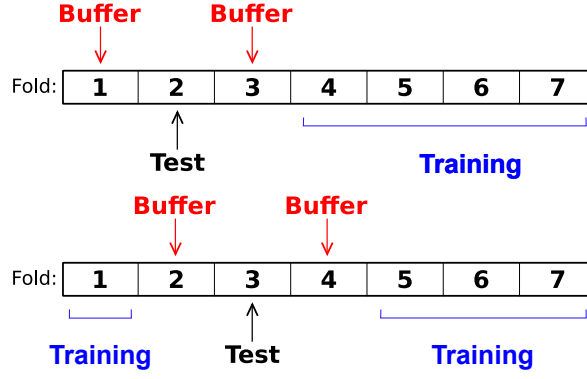 Buffer Buffer
Fold: 1 2 3 4 5 6 7
Test Training
Buffer Buffer
Fold: 1 2 3 4 5 6 7
Training Test Training